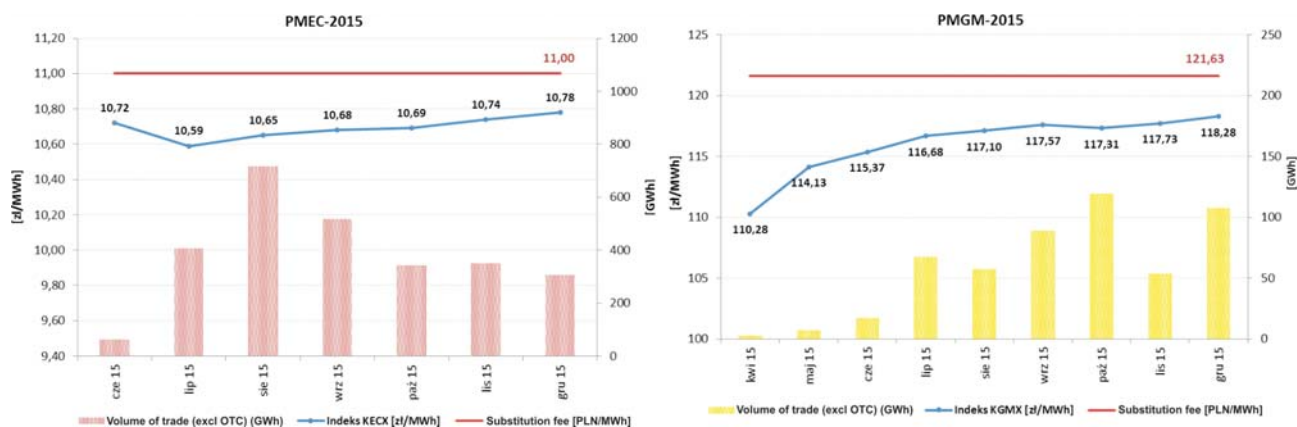 PMEC-2015
11,20
11,00
10,80
10,60
10,40
10,20
10,00
9,80
9,60
9,40
[zł/MWh]
1200
1000
800
600
400
200
0
[GWh]
11,00
10,72
10,59
10,65
10,68
10,69
10,74
10,78
cze 15
lip 15
sie 15
wrz 15
paź 15
lis 15
gru 15
Volume of trade (excl OTC) (GWh) Indeks KECX [zł/MWh] Substitution fee [PLN/MWh]
PMGM-2015
125
120
115
110
105
100
[zł/MWh]
250
200
150
100
50
0
[GWh]
121,63
110,28
114,13
115,37
116,68
117,10
117,57
117,31
117,73
118,28
kwi 15
maj 15
cze 15
lip 15
sie 15
wrz 15
paź 15
lis 15
gru 15
Volume of trade (excl OTC) (GWh) Indeks KGMX [zł/MWh] Substitution fee [PLN/MWh]